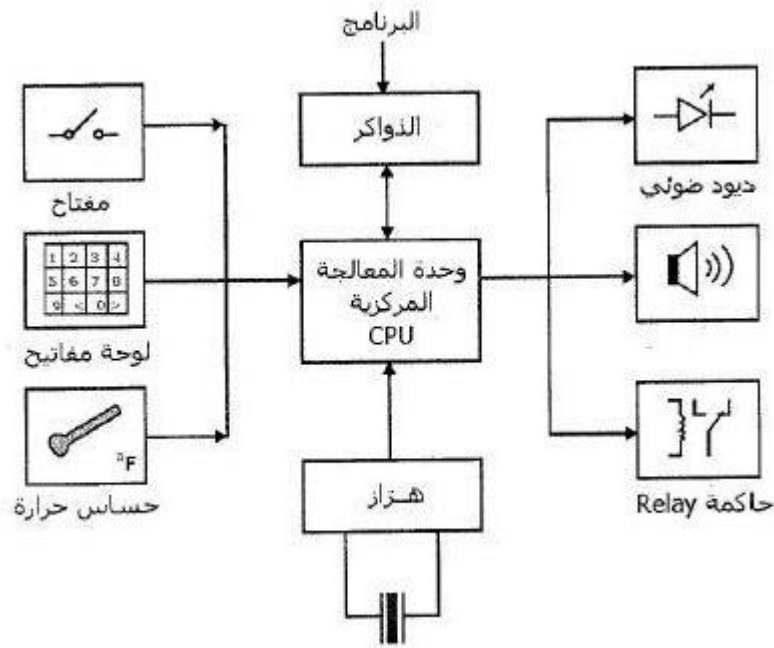 البرنامج
الذواكر
مفتاح
ديود ضوئي
1 2 3 4
5 6 7 8
9 < 0 >
لوحة مفاتيح
وحدة المعالجة
المركزية
CPU
°F
حساس حرارة
هـزاز
حاكمة Relay